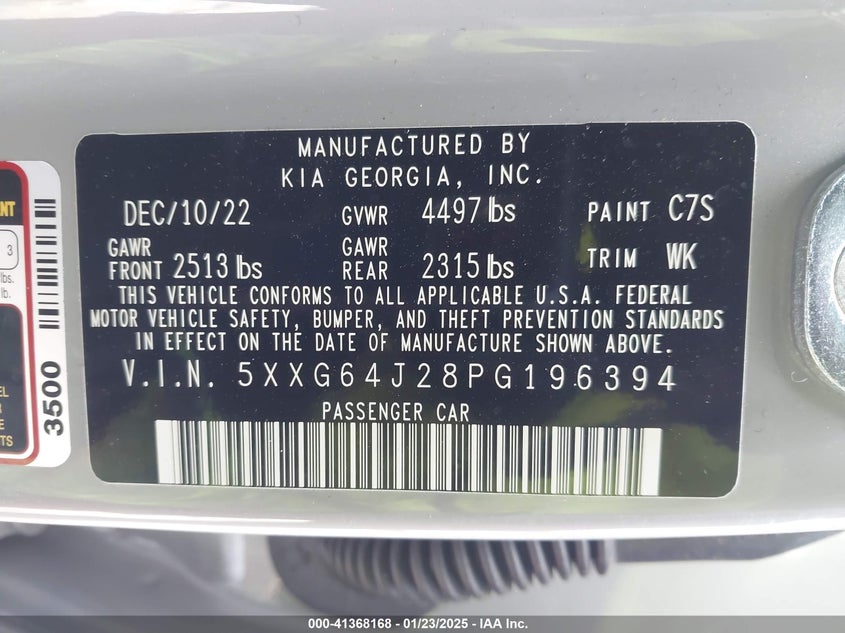 MANUFACTURED BY
KIA GEORGIA, INC.
DEC/10/22 GVWR 4497 lbs PAINT C7S
GAWR FRONT 2513 lbs GAWR REAR 2315 lbs TRIM WK
THIS VEHICLE CONFORMS TO ALL APPLICABLE U.S.A. FEDERAL
MOTOR VEHICLE SAFETY, BUMPER, AND THEFT PREVENTION STANDARDS
IN EFFECT ON THE DATE OF MANUFACTURE SHOWN ABOVE.
V.I.N. 5XXG64J28PG196394
PASSENGER CAR
3
lbs.
lb.
3500
000-41368168 - 01/23/2025 - IAA Inc.